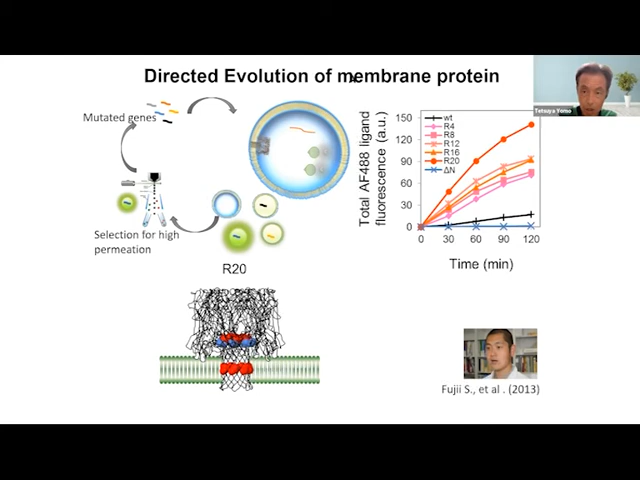 Directed Evolution of membrane protein
Tetsuya Yomo
Mutated genes
Selection for high
permeation
R20
Total AF488 ligand
fluorescence (a.u.)
150
120
90
60
30
0
wt
R4
R8
R12
R16
R20
ΔN
0 30 60 90 120
Time (min)
Fujii S., et al . (2013)